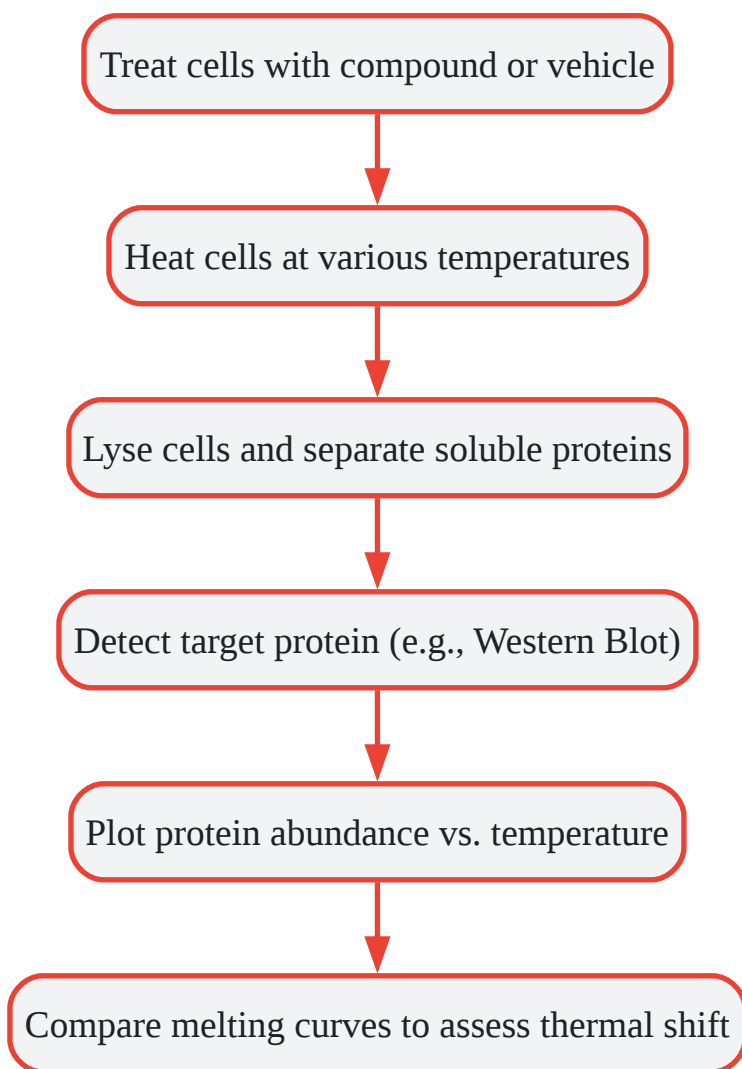 Treat cells with compound or vehicle
Heat cells at various temperatures
Lyse cells and separate soluble proteins
Detect target protein (e.g., Western Blot)
Plot protein abundance vs. temperature
Compare melting curves to assess thermal shift